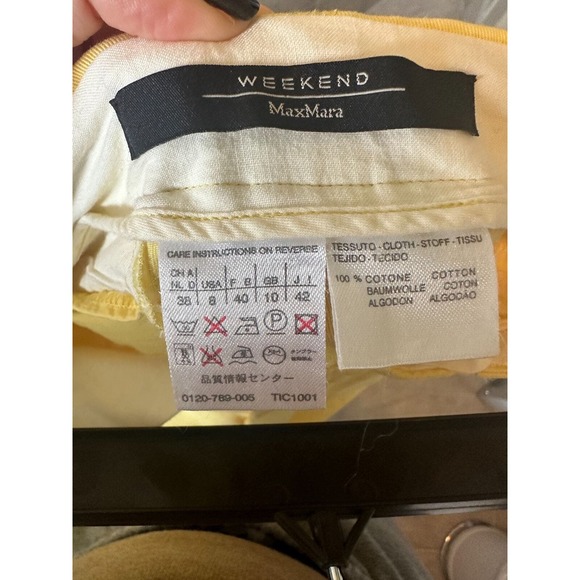 WEEKEND
MaxMara
CARE INSTRUCTIONS ON REVERSE
CH A
NL D USA F B GB J I
38 8 40 10 42
P
品質情報センター
0120-789-005 TIC1001
TESSUTO-CLOTH-STOFF-TISSU
TEJIDO-TECIDO
100 % COTONE COTTON
BAUMWOLLE COTON
ALGODON ALGODÃO